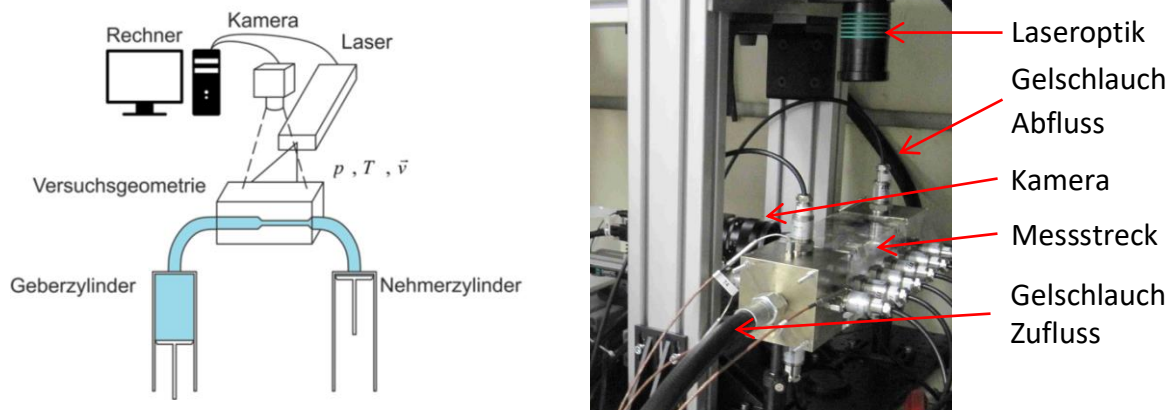 Kamera
Rechner
Laser
p , T , v⃗
Versuchsgeometrie
Geberzylinder
Nehmerzylinder
Laseroptik
Gelschlauch
Abfluss
Kamera
Messstreck
Gelschlauch
Zufluss